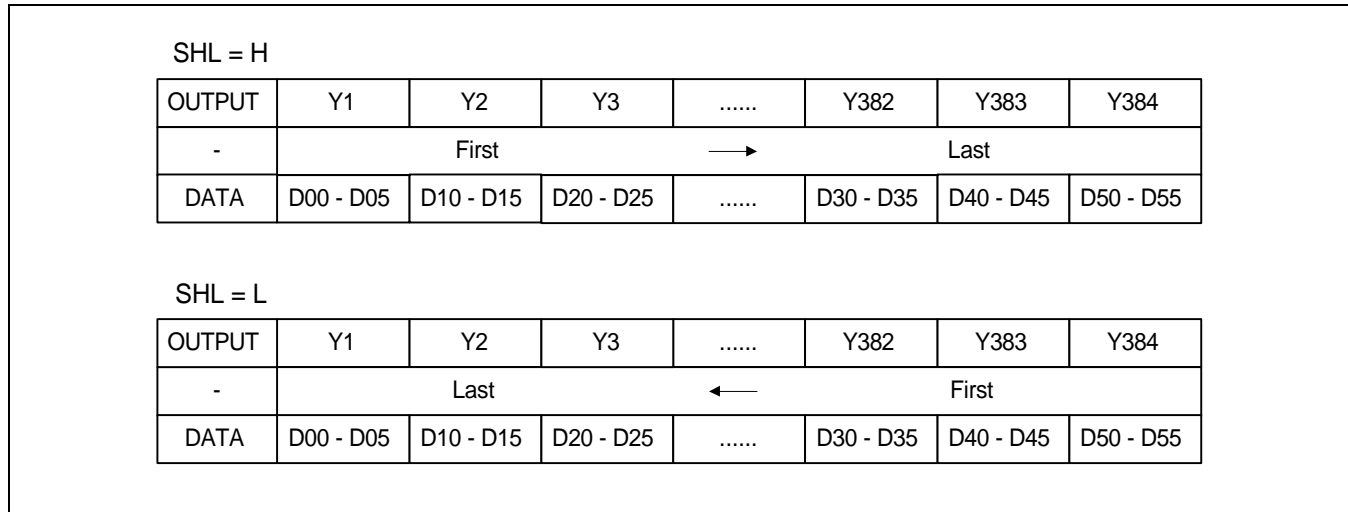 SHL = H
OUTPUT Y1 Y2 Y3 ...... Y382 Y383 Y384
- First Last
DATA D00 - D05 D10 - D15 D20 - D25 ...... D30 - D35 D40 - D45 D50 - D55
SHL = L
OUTPUT Y1 Y2 Y3 ...... Y382 Y383 Y384
- Last First
DATA D00 - D05 D10 - D15 D20 - D25 ...... D30 - D35 D40 - D45 D50 - D55